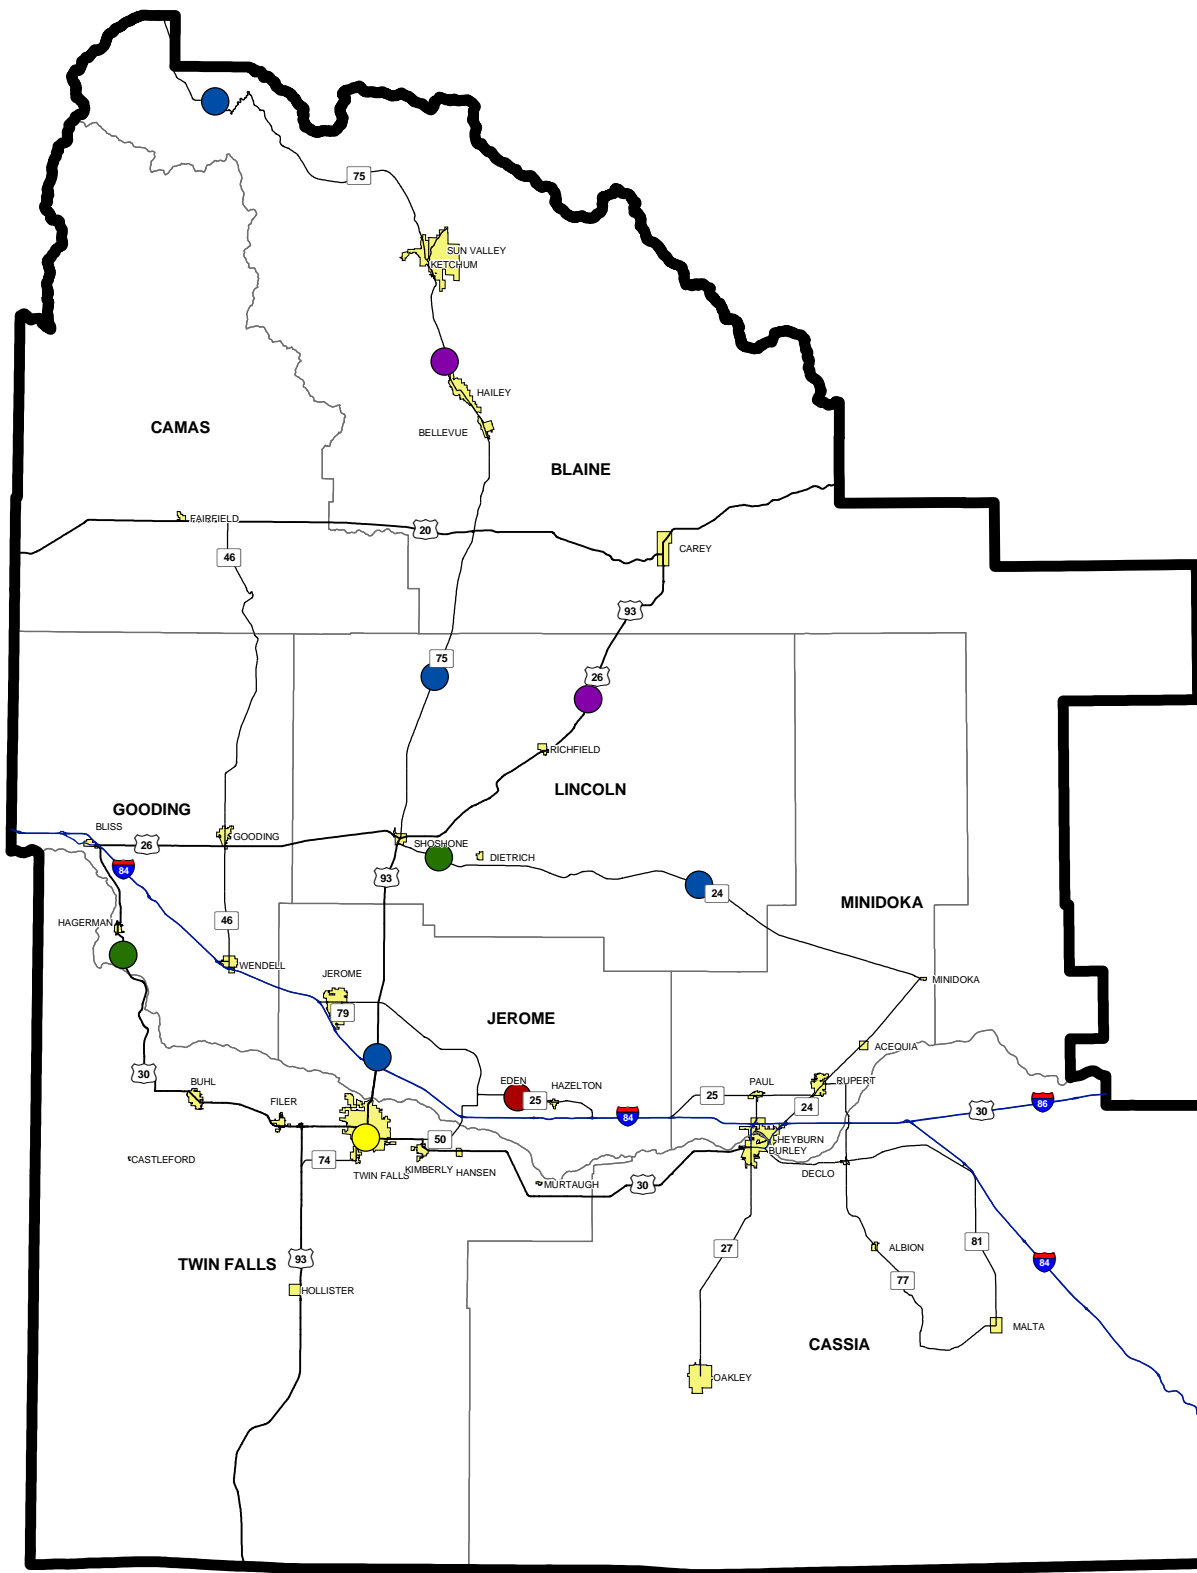 75
SUN VALLEY
KETCHUM
HAILEY
CAMAS
BELLEVUE
BLAINE
FAIRFIELD
20
CAREY
46
93
75
26
RICHFIELD
LINCOLN
GOODING
BLISS
26
GOODING
SHOSHONE
DIETRICH
84
93
24
MINIDOKA
HAGERMAN
46
WENDELL
JEROME
MINIDOKA
79
JEROME
ACEQUIA
30
BUHL
EDEN
HAZELTON
PAUL
RUPERT
FILER
25
25
24
84
30
86
50
HEYBURN
BURLEY
CASTLEFORD
74
TWIN FALLS
KIMBERLY
HANSEN
DECLO
MURTAUGH
30
TWIN FALLS
93
27
ALBION
81
84
77
HOLLISTER
MALTA
CASSIA
OAKLEY